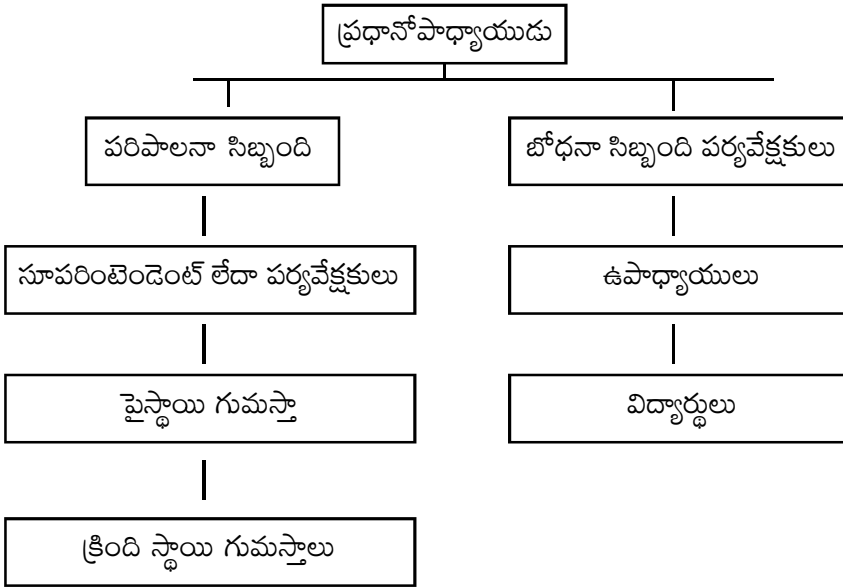 ప్రధానోపాధ్యాయుడు
పరిపాలనా సిబ్బంది
బోధనా సిబ్బంది పర్యవేక్షకులు
సూపరింటెండెంట్ లేదా పర్యవేక్షకులు
ఉపాధ్యాయులు
పైస్థాయి గుమస్తా
విద్యార్థులు
క్రింది స్థాయి గుమస్తాలు